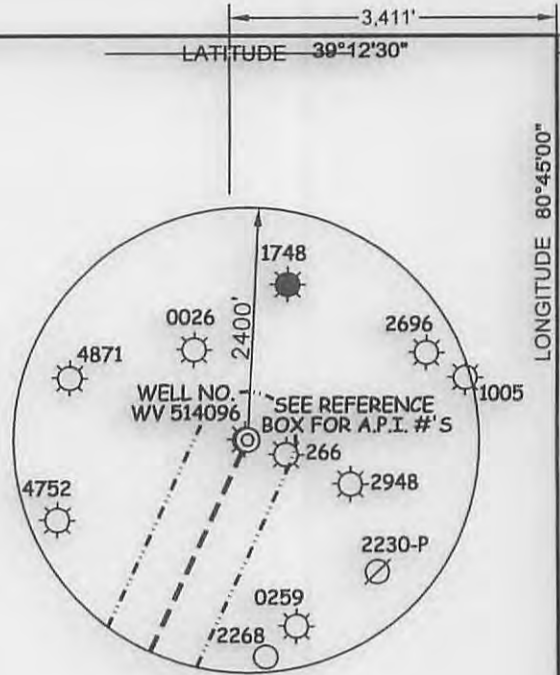 3,411'
LATITUDE 39°12'30"
LONGITUDE 80°45'00"
1748
2400'
0026
2696
4871
1005
WELL NO.
WV 514096
SEE REFERENCE
BOX FOR A.P.I. #'S
266
2948
4752
2230-P
0259
2268